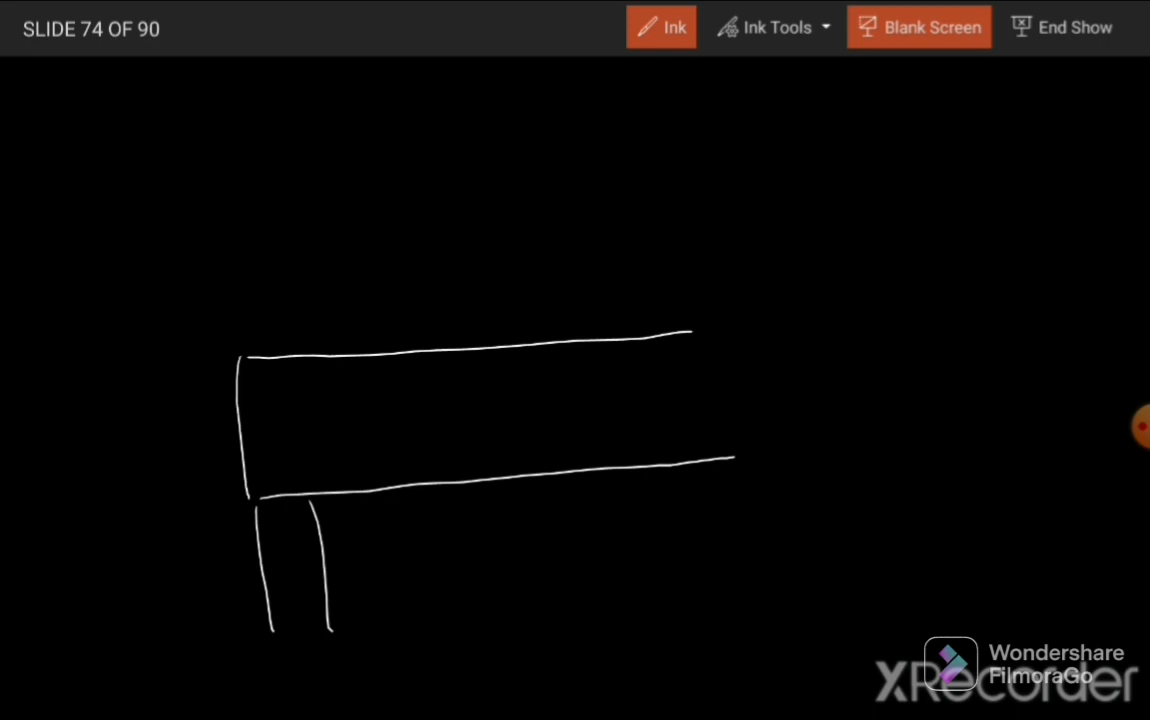 SLIDE 74 OF 90
Ink
Ink Tools
Blank Screen
End Show
Wondershare
FilmoraGo
XRecorder